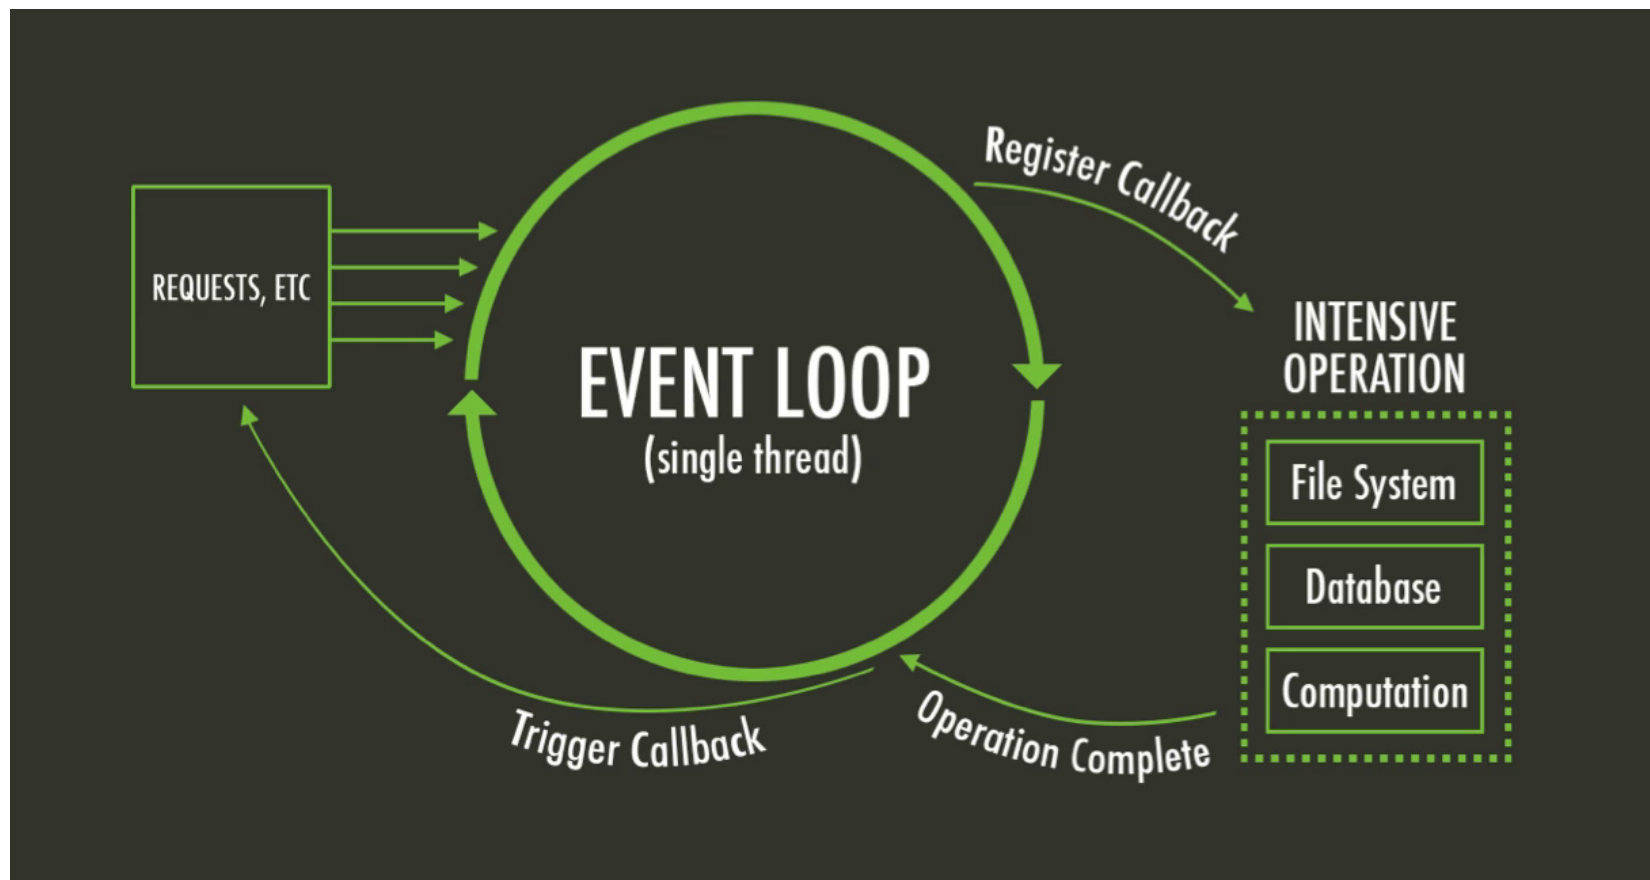 REQUESTS, ETC
EVENT LOOP
(single thread)
Register Callback
INTENSIVE
OPERATION
File System
Database
Computation
Operation Complete
Trigger Callback